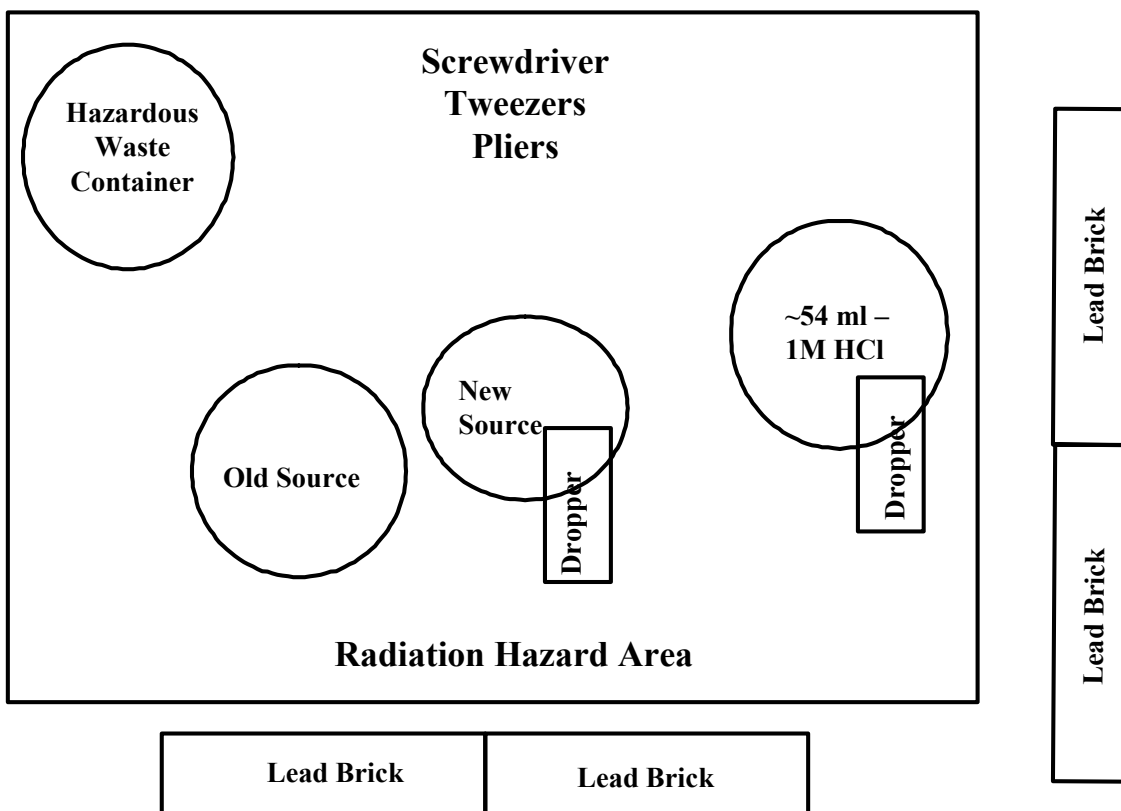 Screwdriver
Tweezers
Pliers
Hazardous
Waste
Container
~54 ml –
1M HCl
Dropper
New
Source
Dropper
Old Source
Radiation Hazard Area
Lead Brick
Lead Brick
Lead Brick
Lead Brick